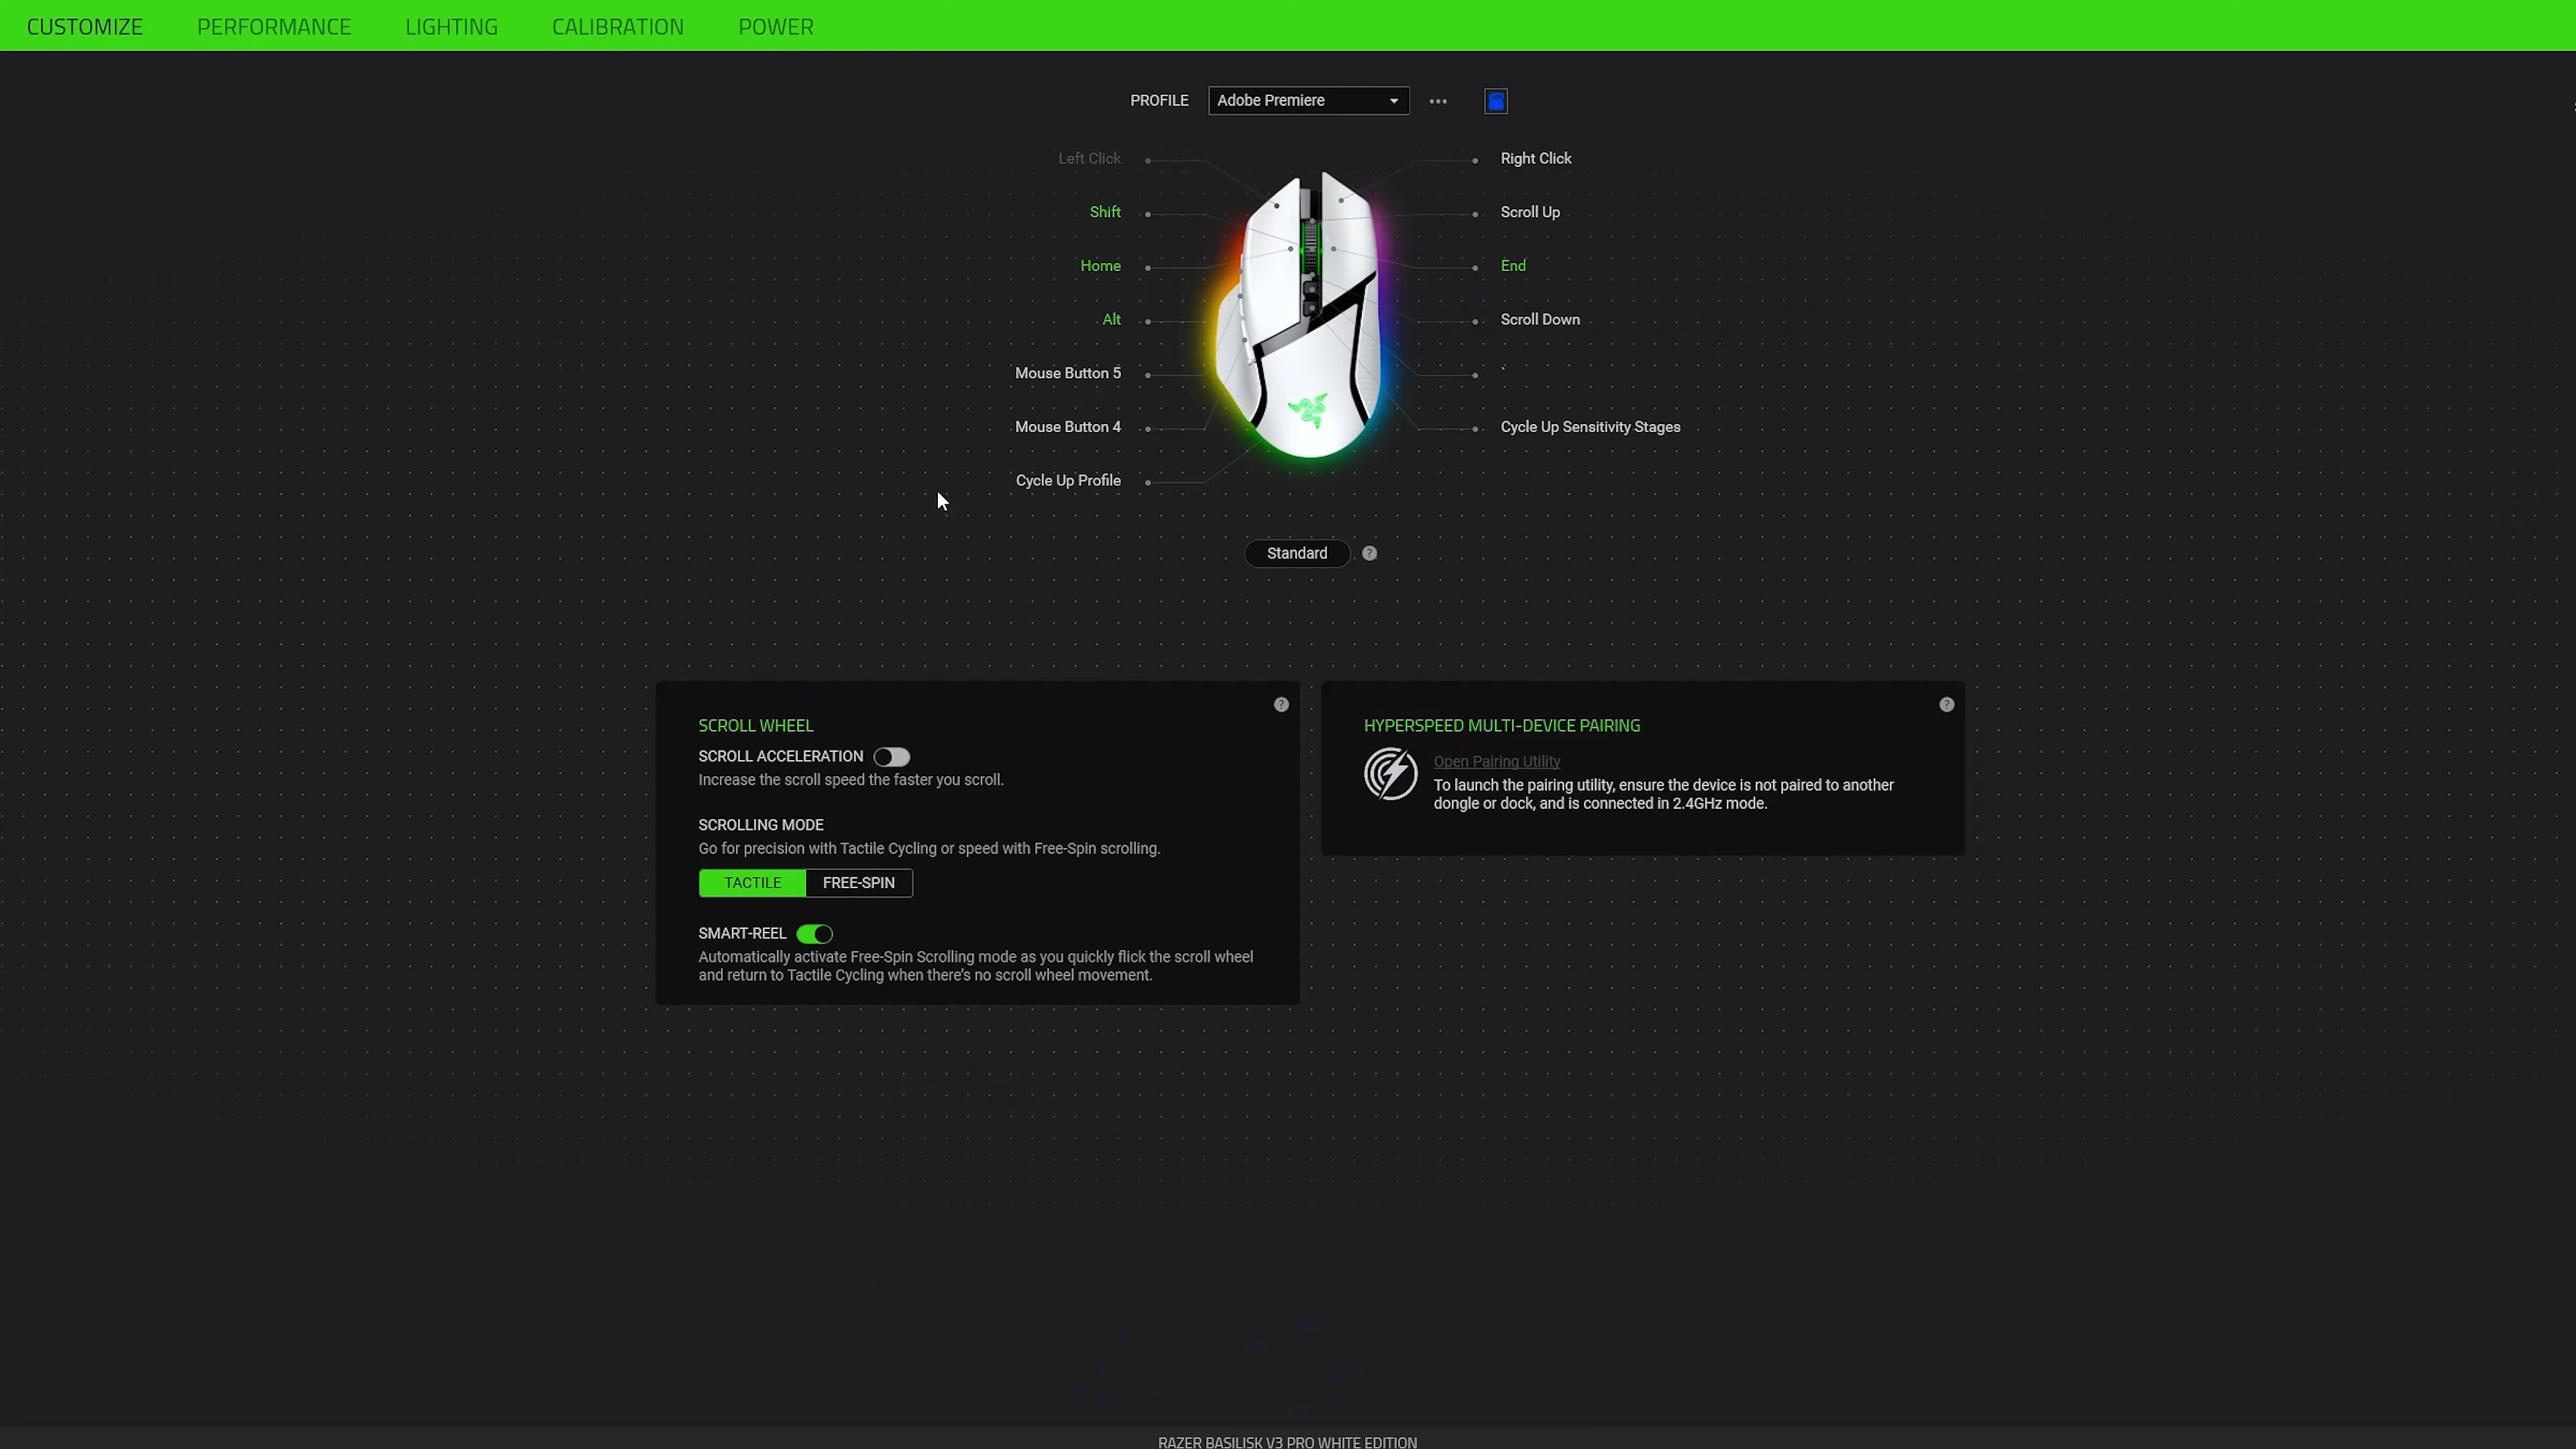 CUSTOMIZE PERFORMANCE LIGHTING CALIBRATION POWER
PROFILE Adobe Premiere
Left Click
Right Click
Shift
Scroll Up
Home
End
Alt
Scroll Down
Mouse Button 5
`
Mouse Button 4
Cycle Up Sensitivity Stages
Cycle Up Profile
Standard ?
?
SCROLL WHEEL
SCROLL ACCELERATION
Increase the scroll speed the faster you scroll.
SCROLLING MODE
Go for precision with Tactile Cycling or speed with Free-Spin scrolling.
TACTILE FREE-SPIN
SMART-REEL
Automatically activate Free-Spin Scrolling mode as you quickly flick the scroll wheel
and return to Tactile Cycling when there's no scroll wheel movement.
?
HYPERSPEED MULTI-DEVICE PAIRING
Open Pairing Utility
To launch the pairing utility, ensure the device is not paired to another
dongle or dock, and is connected in 2.4GHz mode.
RAZER BASILISK V3 PRO WHITE EDITION